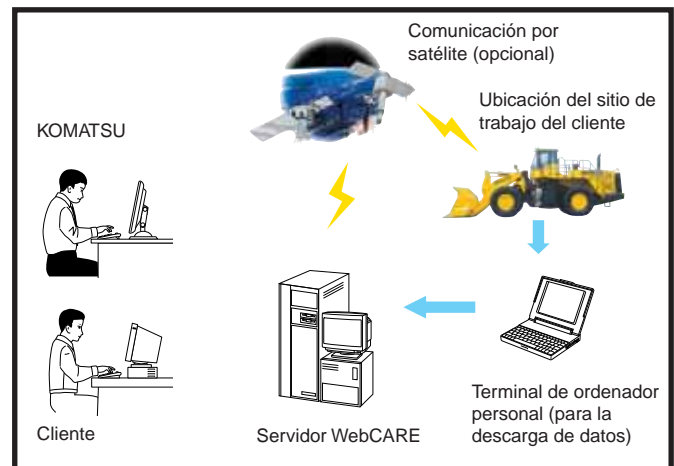 Comunicación por
satélite (opcional)
Ubicación del sitio de
trabajo del cliente
KOMATSU
Cliente
Servidor WebCARE
Terminal de ordenador
personal (para la
descarga de datos)